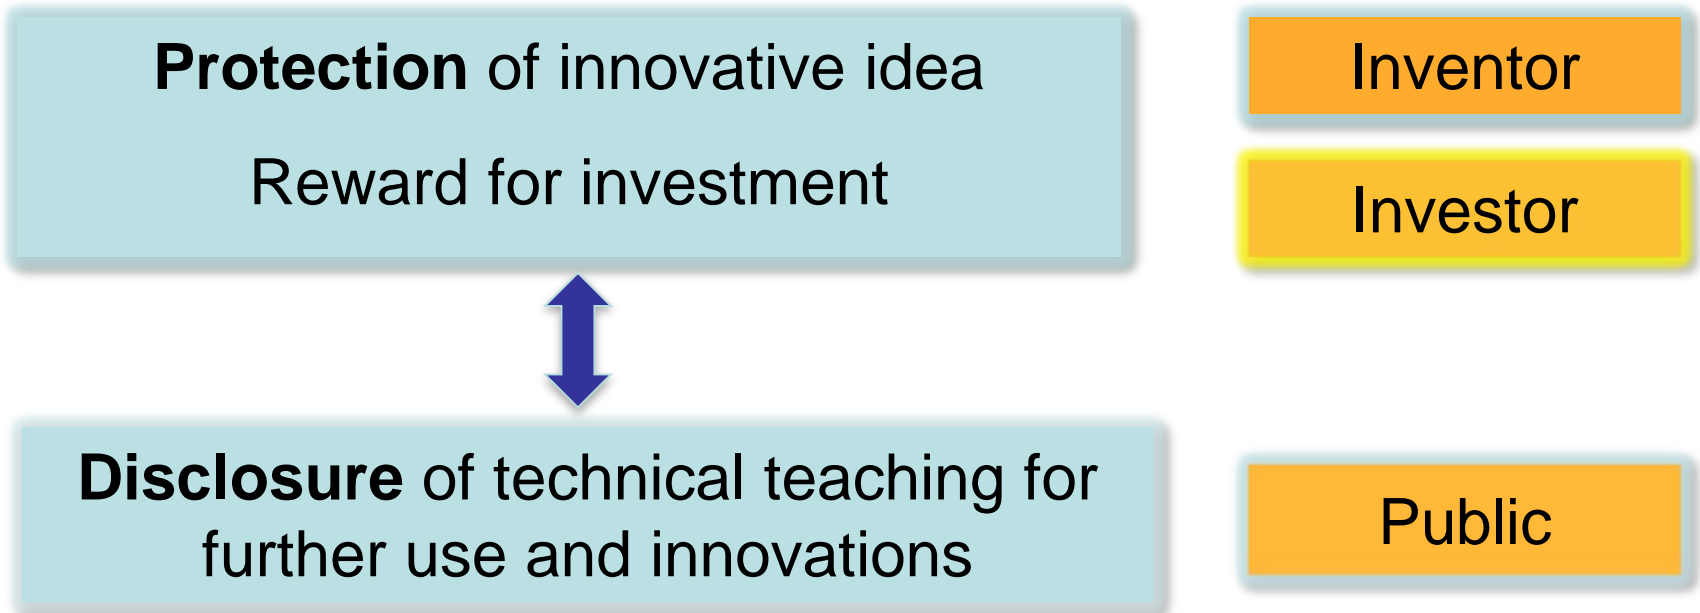 Protection of innovative idea
Inventor
Reward for investment
Investor
Disclosure of technical teaching for
further use and innovations
Public